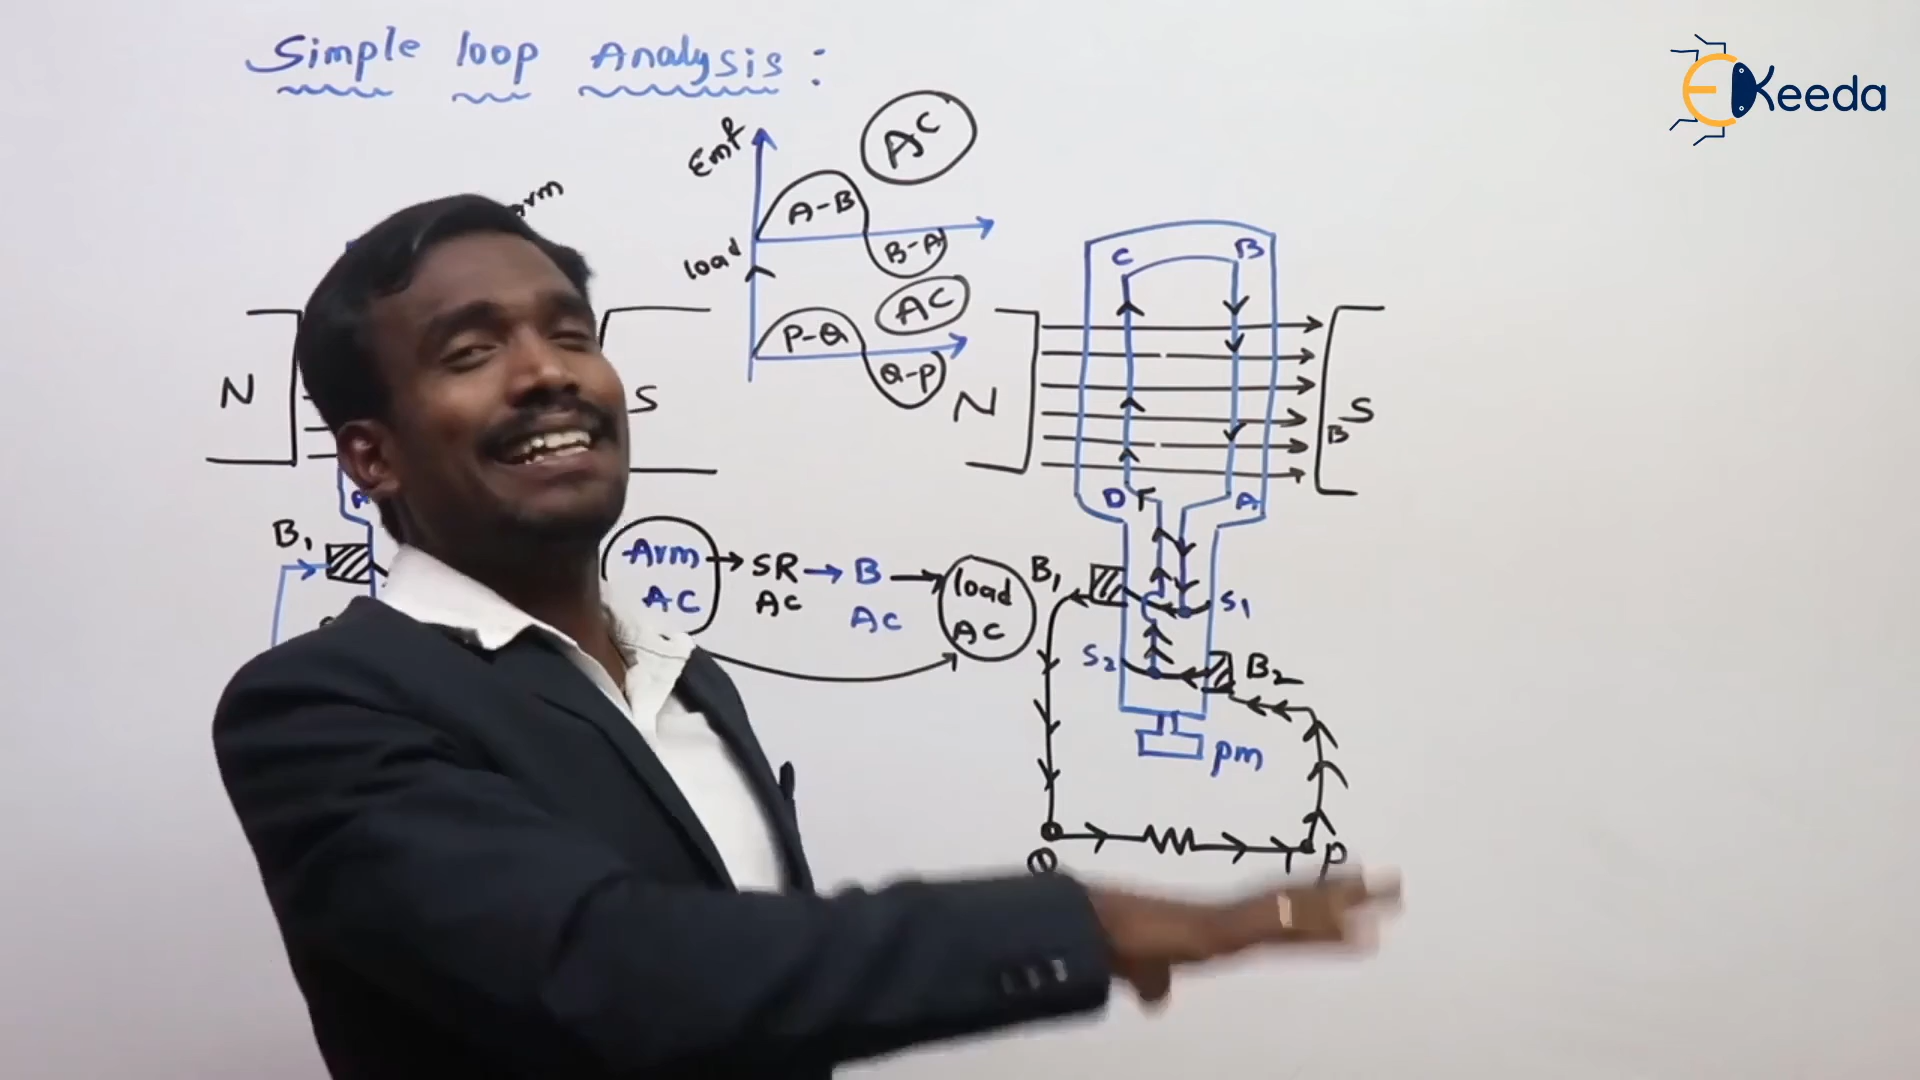 Simple loop Analysis :
EKeeda
Emf
AC
A-B
B-A
load
AC
P-Q
Q-P
N
S
A
B1
Arm
AC
SR
AC
B
AC
load
AC
C
B
N
S
B
D
A
B1
S1
S2
B2
pm
Q
P